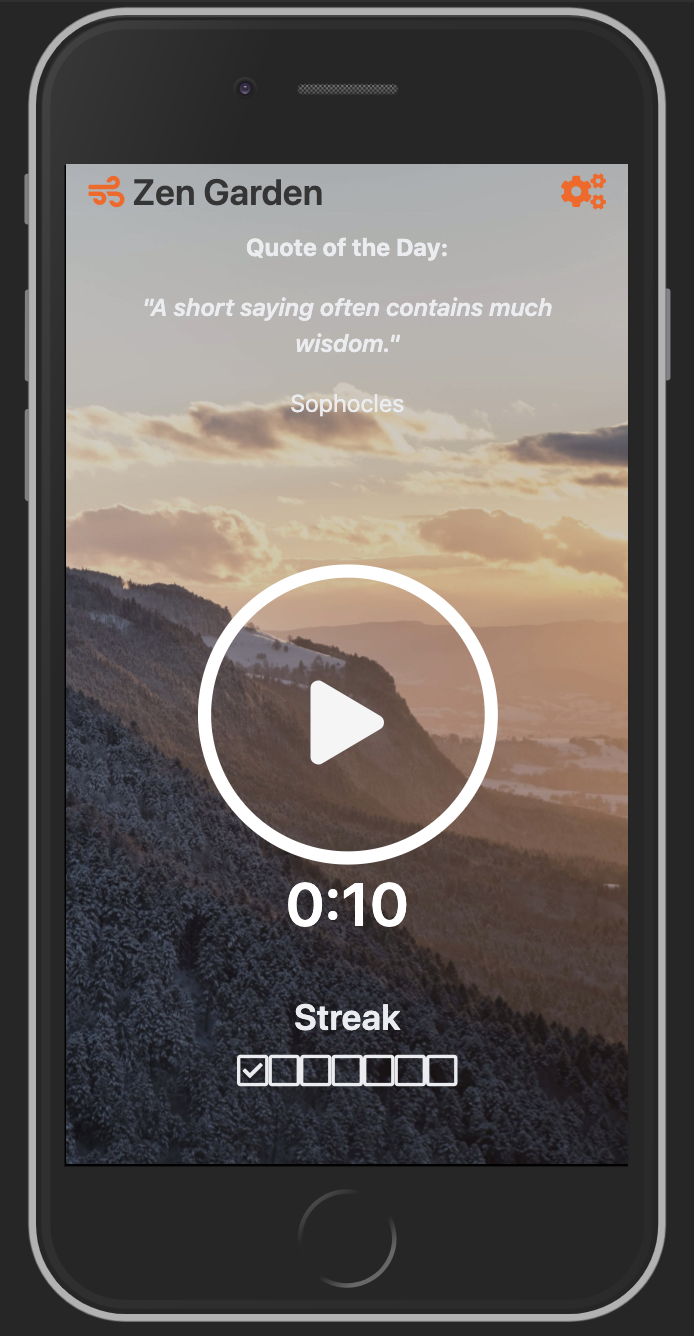 Zen Garden
Quote of the Day:
"A short saying often contains much
wisdom."
Sophocles
0:10
Streak